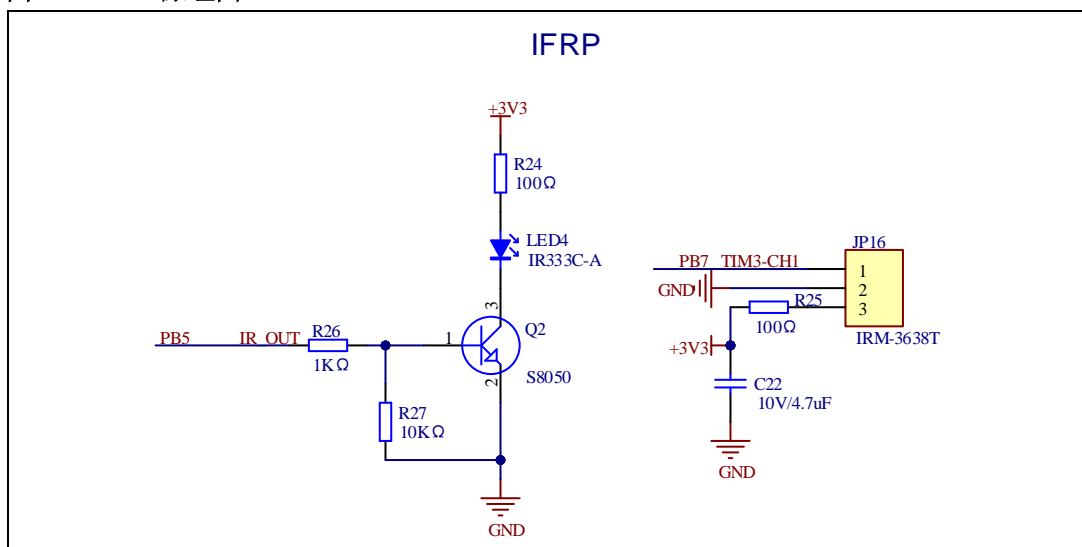 IFRP
+3V3
R24
100Ω
LED4
IR333C-A
3
PB5 IR_OUT
R26
1KΩ
1
Q2
S8050
2
R27
10KΩ
GND
JP16
PB7 TIM3-CH1
1
GND
2
R25
3
100Ω
IRM-3638T
+3V3
C22
10V/4.7uF
GND